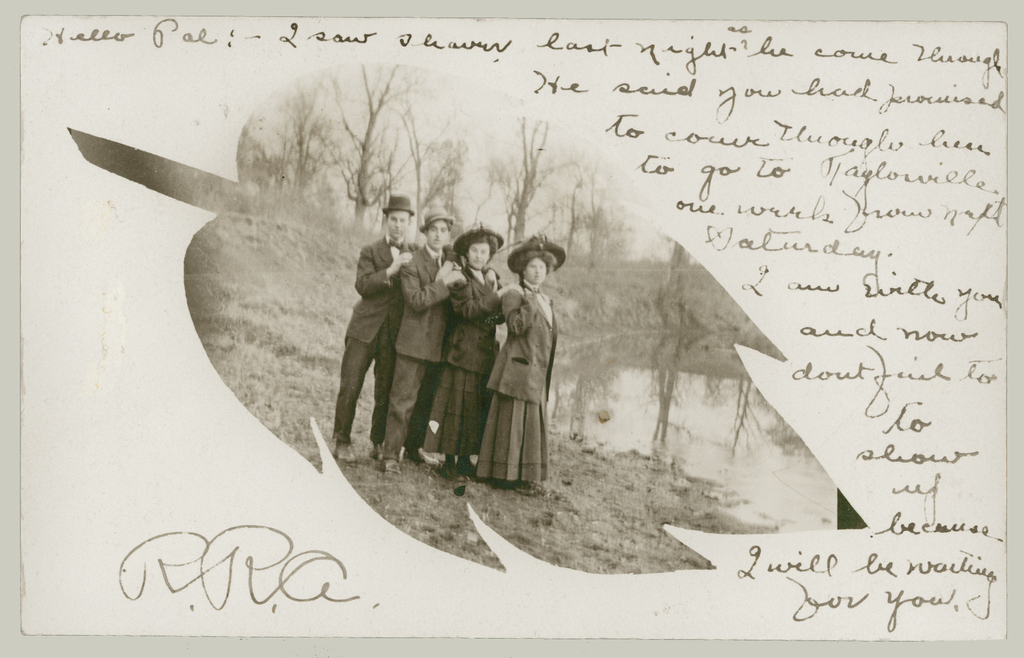 Hello Pal:- I saw Shaver, last night as he come through
He said you had promised
to come through here
to go to Taylorville
one week from next
Saturday.
I am with you
and now
dont fail to
to
show
up
because
I will be waiting
for you.
R.R.A.